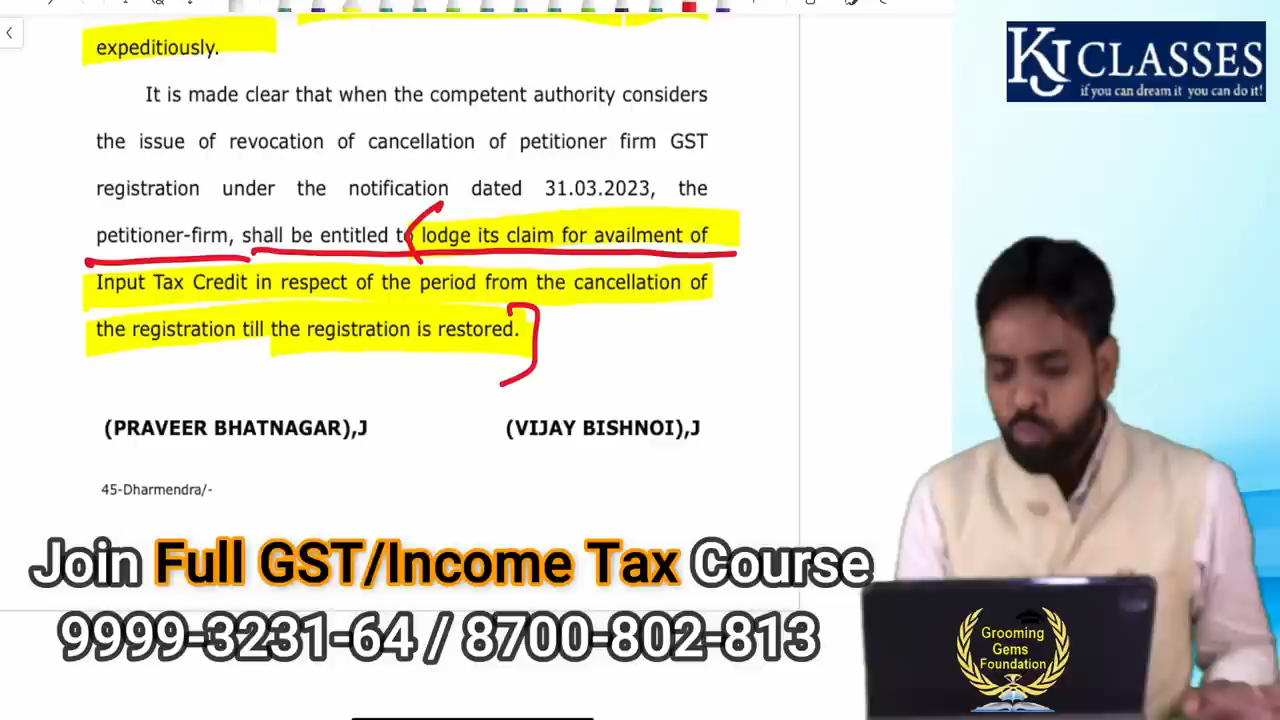 expeditiously.
It is made clear that when the competent authority considers
the issue of revocation of cancellation of petitioner firm GST
registration under the notification dated 31.03.2023, the
petitioner-firm, shall be entitled to lodge its claim for availment of
Input Tax Credit in respect of the period from the cancellation of
the registration till the registration is restored.
(PRAVEER BHATNAGAR),J (VIJAY BISHNOI),J
45-Dharmendra/-
KJ CLASSES
if you can dream it you can do it!
Join Full GST/Income Tax Course
9999-3231-64 / 8700-802-813
Grooming
Gems
Foundation